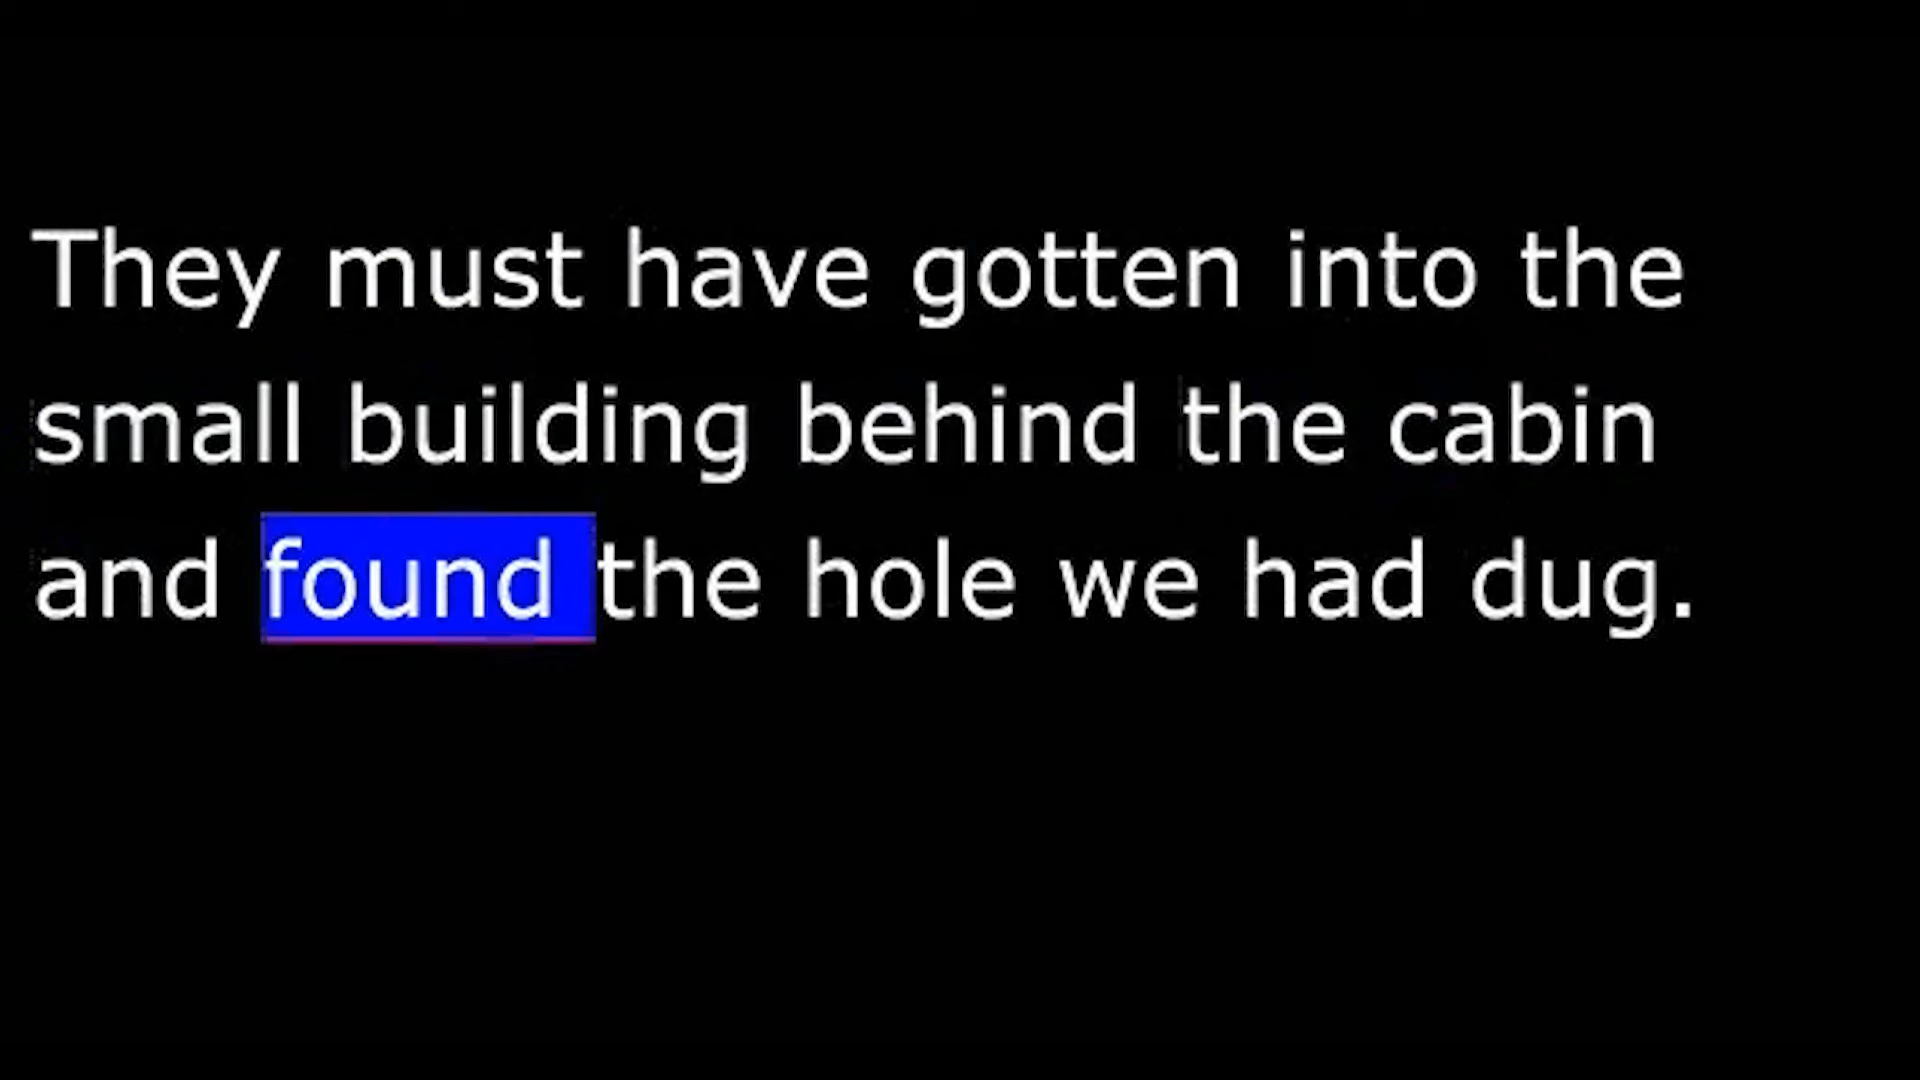 They must have gotten into the
small building behind the cabin
and found the hole we had dug.